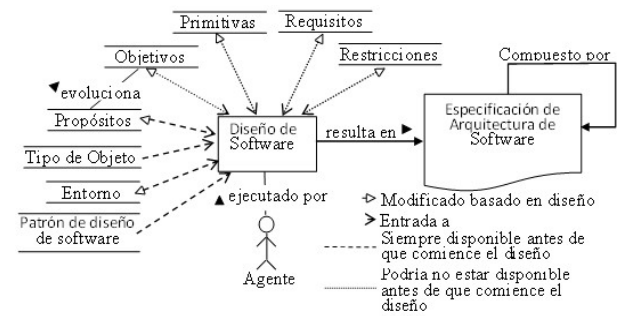 Primitivas
Requisitos
Objetivos
Restricciones
Compuesto por
evoluciona
Propósitos
Diseño de
Software
resulta en
Especificación de
Arquitectura de
Software
Tipo de Objeto
Entorno
ejecutado por
Patrón de diseño
de software
Agente
Modificado basado en diseño
Entrada a
Siempre disponible antes de
que comience el diseño
Podría no estar disponible
antes de que comience el
diseño